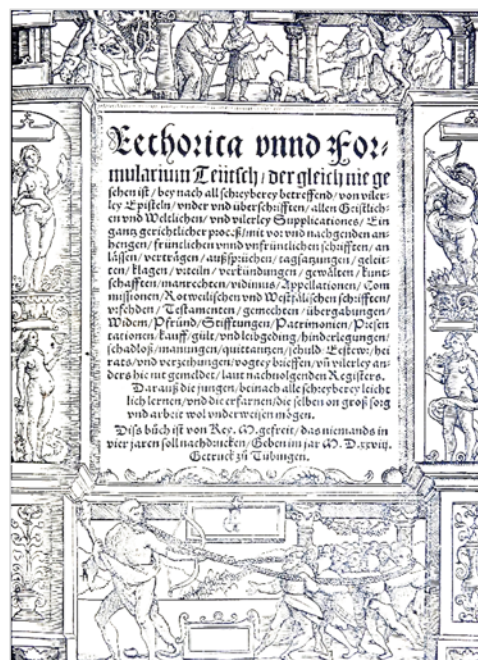 Rethorica vnnd For⸗
mularium Teütsch/ der gleich nie ge
sehen ist/ bey nach all schreyberey betreffend/ von viler⸗
ley Episteln/ vnder vnd überschrifften/ allen Geistlich⸗
en vnd Weltlichen/ vnd vilerley Supplicationes/ Ein
gantz gerichtlicher proceß/ mit vor vnd nachgenden an⸗
hengen/ früntlichen vnnd vnfrüntlichen schrifften/ an
lässen/ verträgen/ außsprüchen/ tagsatzungen/ geleit⸗
ten/ klagen/ vrteiln/ verkündungen/ gewälten/ kunt⸗
schafften/ manrechten/ vidimus/ Appellationen/ Com
missionen/ Rotweilischen vnd Westfälischen schrifften/
vrfehden/ Testamenten/ gemechten/ übergabungen/
Widem/ Pfründ/ Stifftungen/ Patrimonien/ Presen
tationen/ kauff/ gült/ vnd leibgeding/ hinderlegungen/
schadloß/ manungen/ quittantzen/ schuld/ Essew: hei
rats/ vnd verzeihungen/ vogtey brieffen/ vñ vilerley an⸗
ders hie nit gemeldet/ laut nachuolgenden Registers.
Darauß die jungen/ beinach alle schreyberey leicht
lich lernen/ vnd die erfarnen/ die selben on groß sorg
vnd arbeit wol vnderweisen mögen.
Diß bůch ist von Key. M. gefreit/ das niemands in
vier jaren soll nachdrucken/ Geben im jar M. D. xxviij.
Getruckt zů Tübingen.